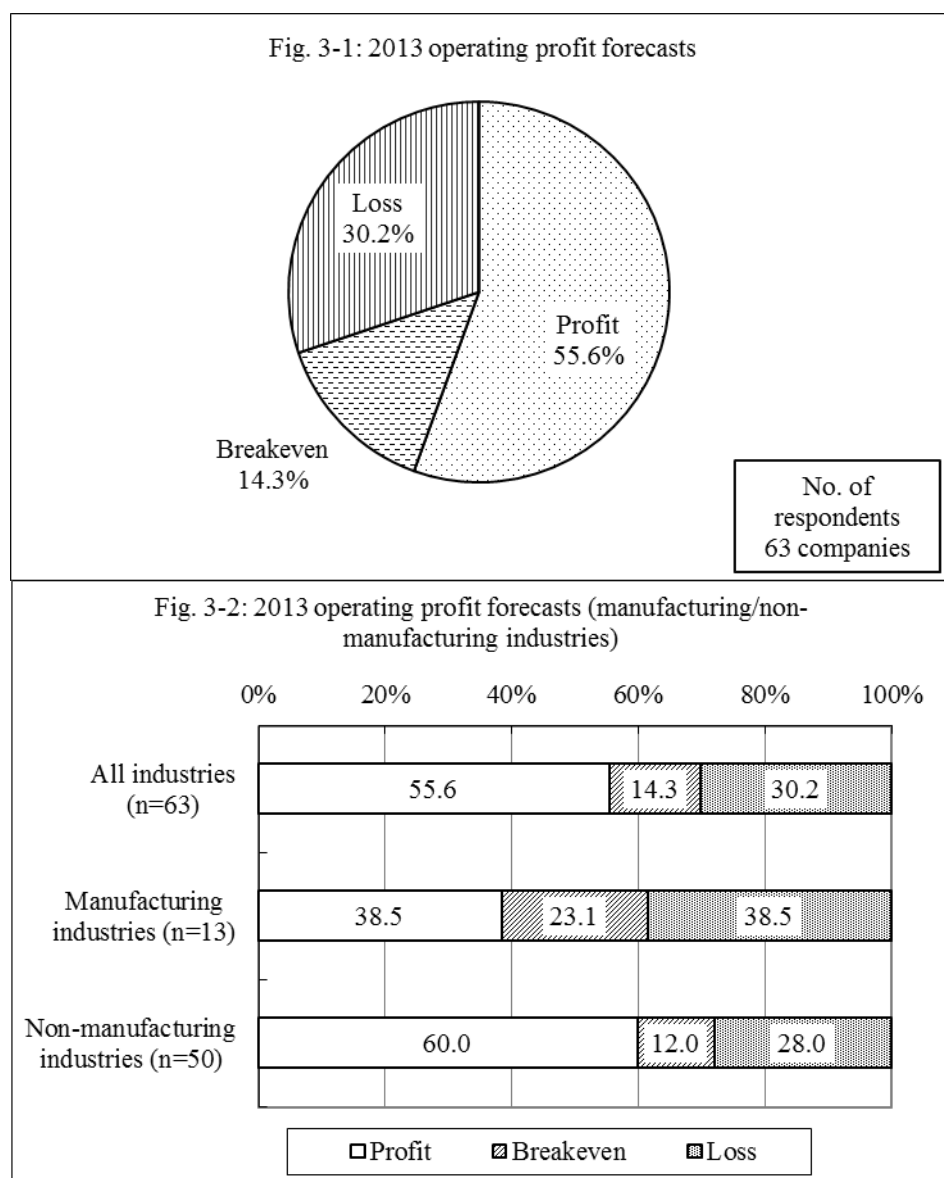 Fig. 3-1: 2013 operating profit forecasts
Loss
30.2%
Profit
55.6%
Breakeven
14.3%
No. of
respondents
63 companies
Fig. 3-2: 2013 operating profit forecasts (manufacturing/non-
manufacturing industries)
0% 20% 40% 60% 80% 100%
All industries
(n=63)
55.6 14.3 30.2
Manufacturing
industries (n=13)
38.5 23.1 38.5
Non-manufacturing
industries (n=50)
60.0 12.0 28.0
Profit Breakeven Loss